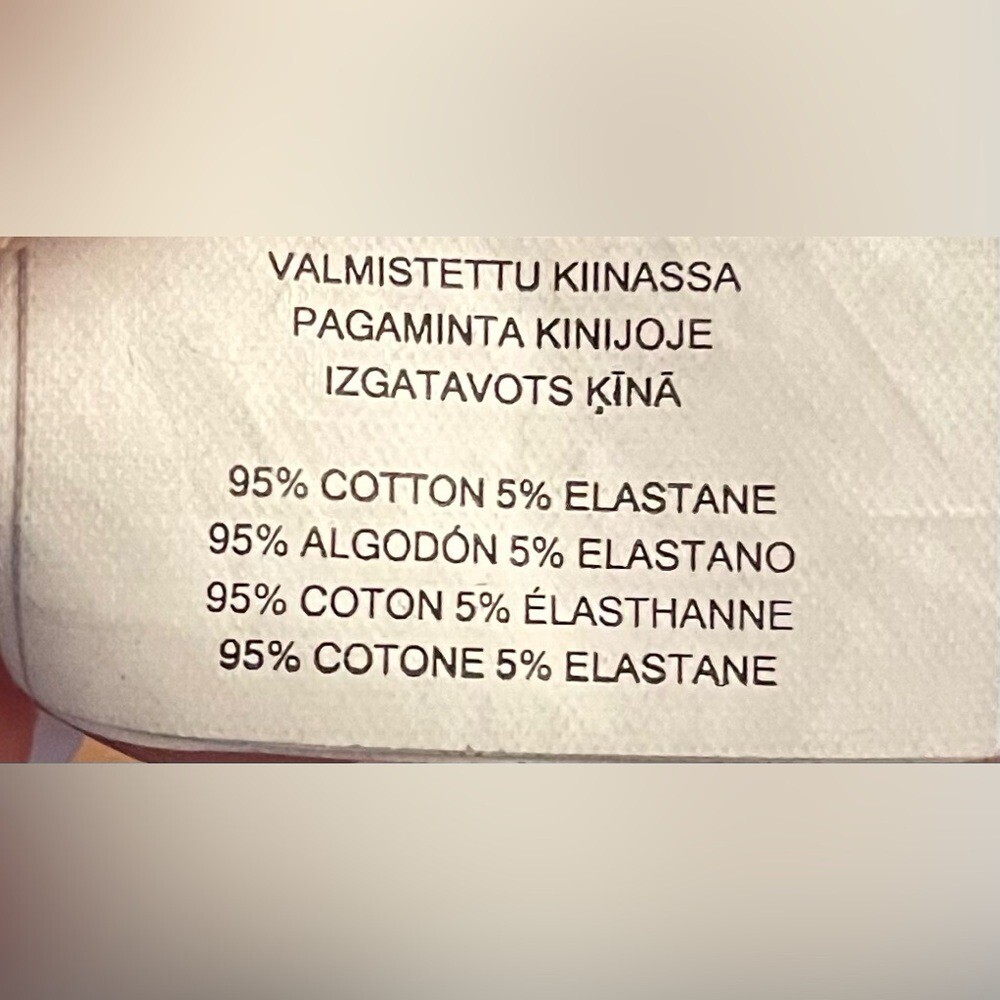 VALMISTETTU KIINASSA
PAGAMINTA KINIJOJE
IZGATAVOTS ĶĪNĀ
95% COTTON 5% ELASTANE
95% ALGODÓN 5% ELASTANO
95% COTON 5% ÉLASTHANNE
95% COTONE 5% ELASTANE